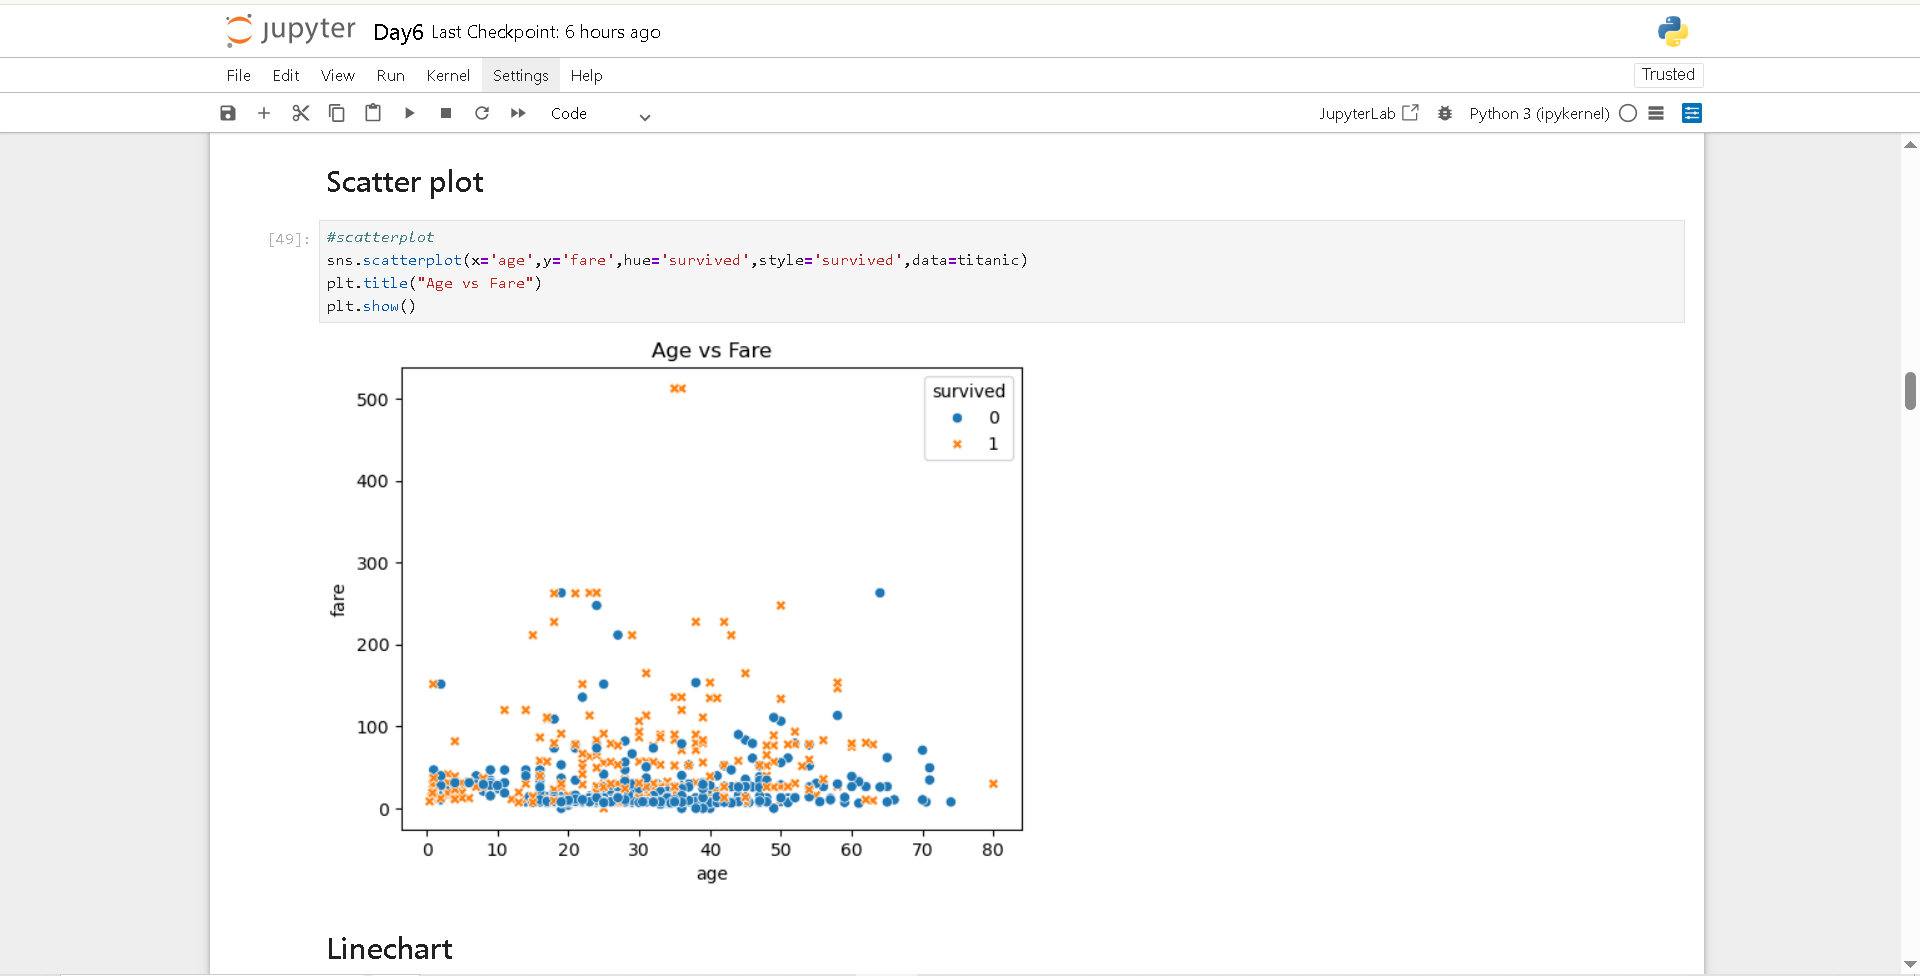 jupyter Day6 Last Checkpoint: 6 hours ago
File Edit View Run Kernel Settings Help Trusted
Code JupyterLab Python 3 (ipykernel)
Scatter plot
[49]:
#scatterplot
sns.scatterplot(x='age',y='fare',hue='survived',style='survived',data=titanic)
plt.title("Age vs Fare")
plt.show()
Age vs Fare
survived
0
1
500
400
300
200
100
0
fare
0 10 20 30 40 50 60 70 80
age
Linechart